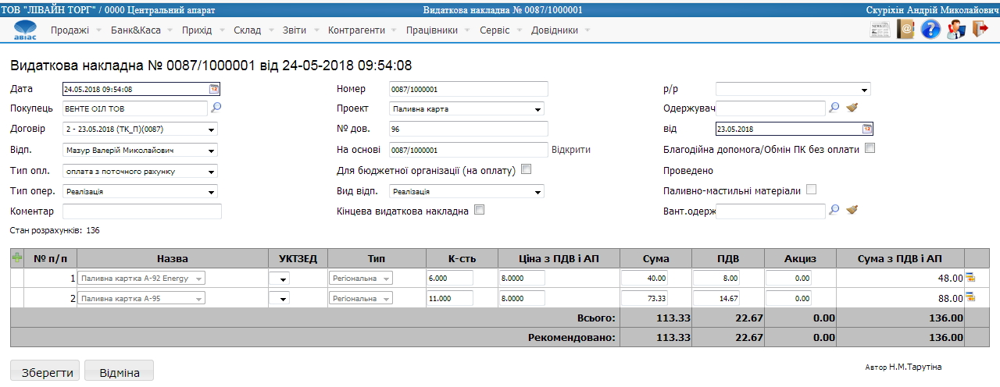 ТОВ "ЛІВАЙН ТОРГ" / 0000 Центральний апарат Видаткова накладна № 0087/1000001 Скуріхін Андрій Миколайович
авіас Продажі Банк&Каса Прихід Склад Звіти Контрагенти Працівники Сервіс Довідники NEWS @ ?
Видаткова накладна № 0087/1000001 від 24-05-2018 09:54:08
Дата 24.05.2018 09:54:08 12 Номер 0087/1000001 р/р
Покупець ВЕНТЕ ОІЛ ТОВ Проект Паливна карта Одержувач
Договір 2 - 23.05.2018 (ТК_П)(0087) № дов. 96 від 23.05.2018 12
Відп. Мазур Валерій Миколайович На основі 0087/1000001 Відкрити Благодійна допомога/Обмін ПК без оплати
Тип опл. оплата з поточного рахунку Для бюджетної організації (на оплату) Проведено
Тип опер. Реалізація Вид відп. Реалізація Паливно-мастильні матеріали
Коментар Кінцева видаткова накладна Вант.одерж
Стан розрахунків: 136
№ п/п Назва УКТЗЕД Тип К-сть Ціна з ПДВ і АП Сума ПДВ Акциз Сума з ПДВ і АП
1 Паливна картка А-92 Energy Регіональна 6.000 8.0000 40.00 8.00 0.00 48.00
2 Паливна картка А-95 Регіональна 11.000 8.0000 73.33 14.67 0.00 88.00
Всього: 113.33 22.67 0.00 136.00
Рекомендовано: 113.33 22.67 0.00 136.00
Зберегти Відміна Автор Н.М.Тарутіна